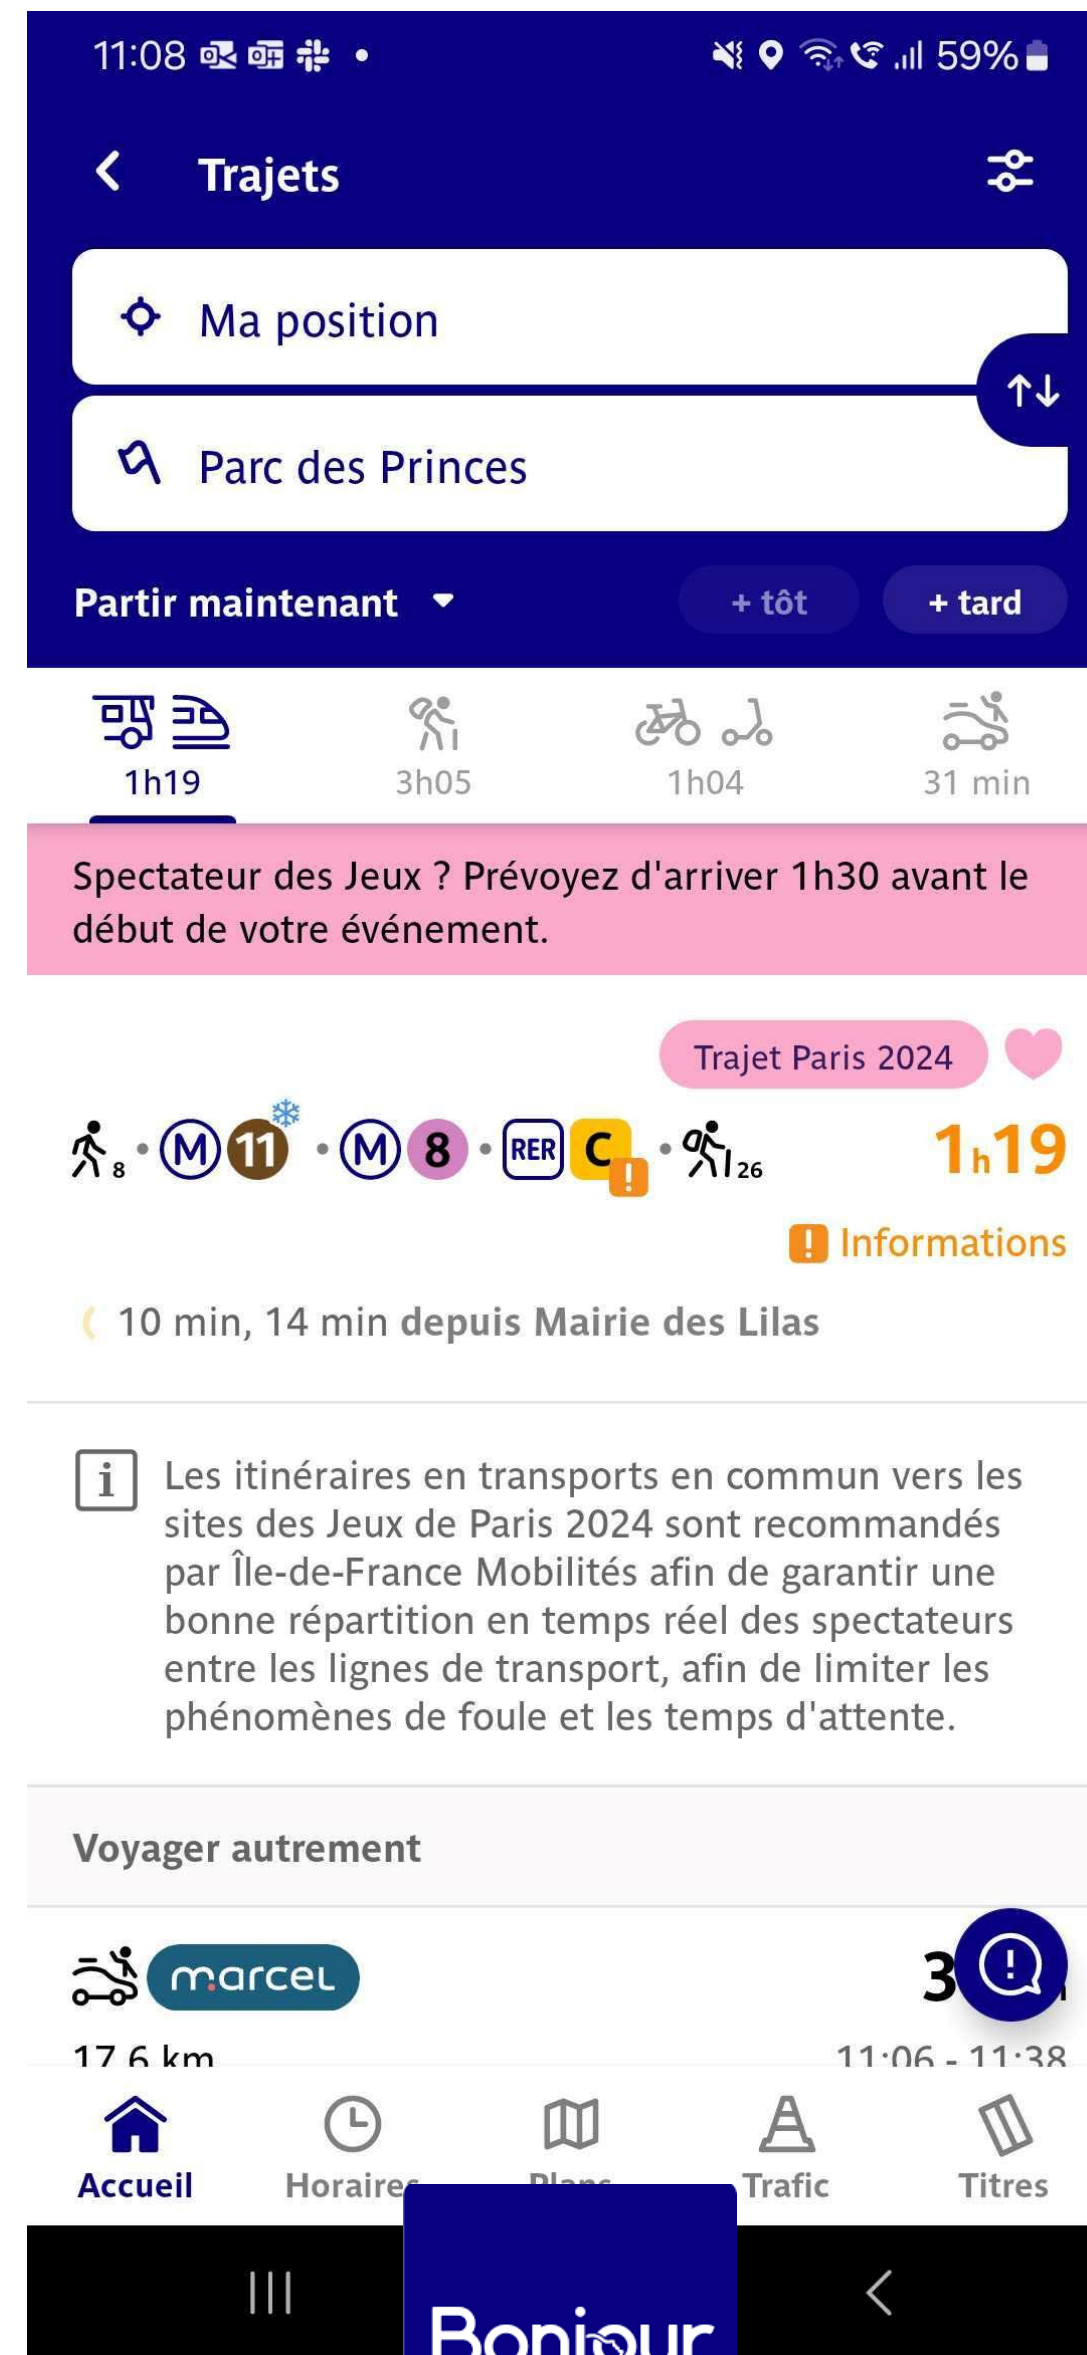 11:08
59%
Trajets
Ma position
Parc des Princes
Partir maintenant
+ tôt
+ tard
1h19
3h05
1h04
31 min
Spectateur des Jeux ? Prévoyez d'arriver 1h30 avant le
début de votre événement.
Trajet Paris 2024
8 M 11 M 8 RER C 26
1h19
Informations
10 min, 14 min depuis Mairie des Lilas
Les itinéraires en transports en commun vers les
sites des Jeux de Paris 2024 sont recommandés
par Île-de-France Mobilités afin de garantir une
bonne répartition en temps réel des spectateurs
entre les lignes de transport, afin de limiter les
phénomènes de foule et les temps d'attente.
Voyager autrement
marcel
17,6 km
11:06 - 11:38
Accueil
Horaires
Plans
Trafic
Titres
Bonjour